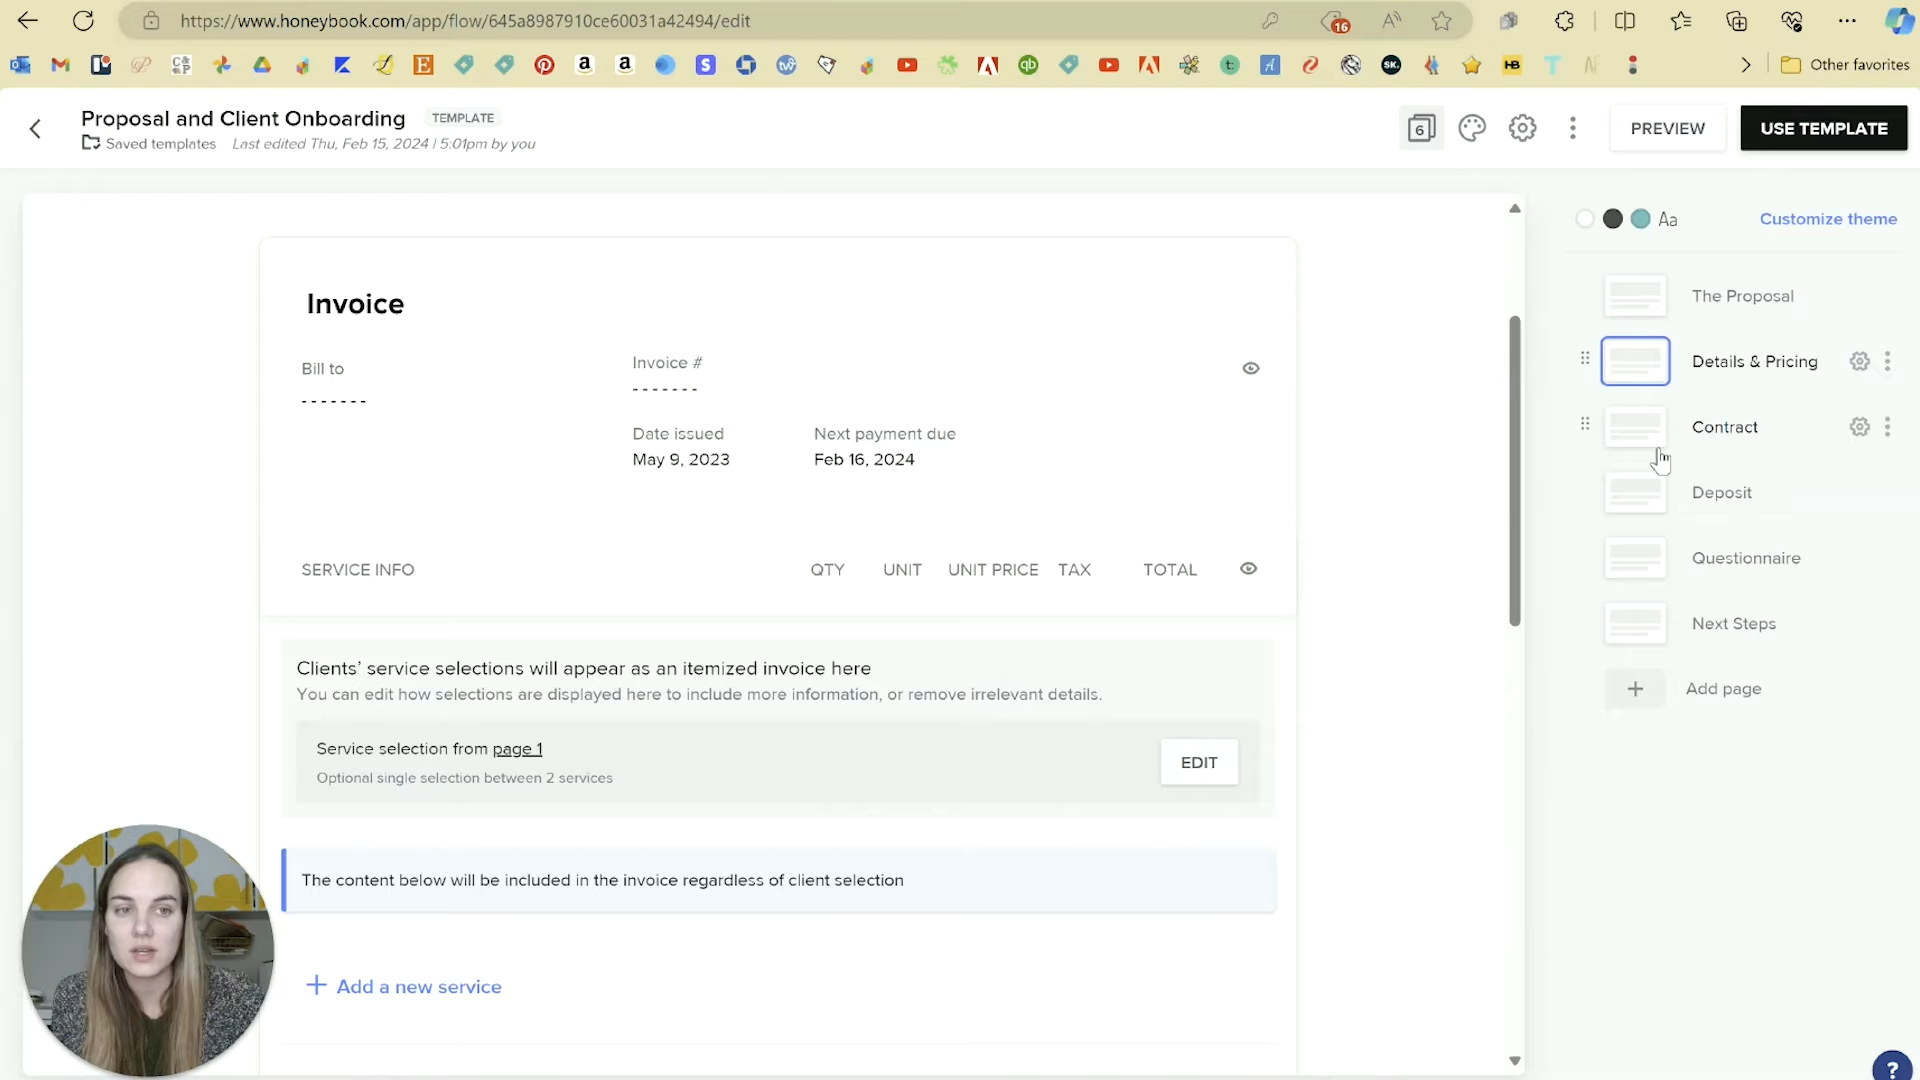 https://www.honeybook.com/app/flow/645a8987910ce60031a42494/edit
16
Other favorites
Proposal and Client Onboarding TEMPLATE
Saved templates Last edited Thu, Feb 15, 2024 | 5:01pm by you
6
PREVIEW
USE TEMPLATE
Aa Customize theme
Invoice
Bill to
-------
Invoice #
-------
Date issued
May 9, 2023
Next payment due
Feb 16, 2024
SERVICE INFO QTY UNIT UNIT PRICE TAX TOTAL
Clients' service selections will appear as an itemized invoice here
You can edit how selections are displayed here to include more information, or remove irrelevant details.
Service selection from page 1
Optional single selection between 2 services
EDIT
The content below will be included in the invoice regardless of client selection
+ Add a new service
The Proposal
Details & Pricing
Contract
Deposit
Questionnaire
Next Steps
+ Add page
?